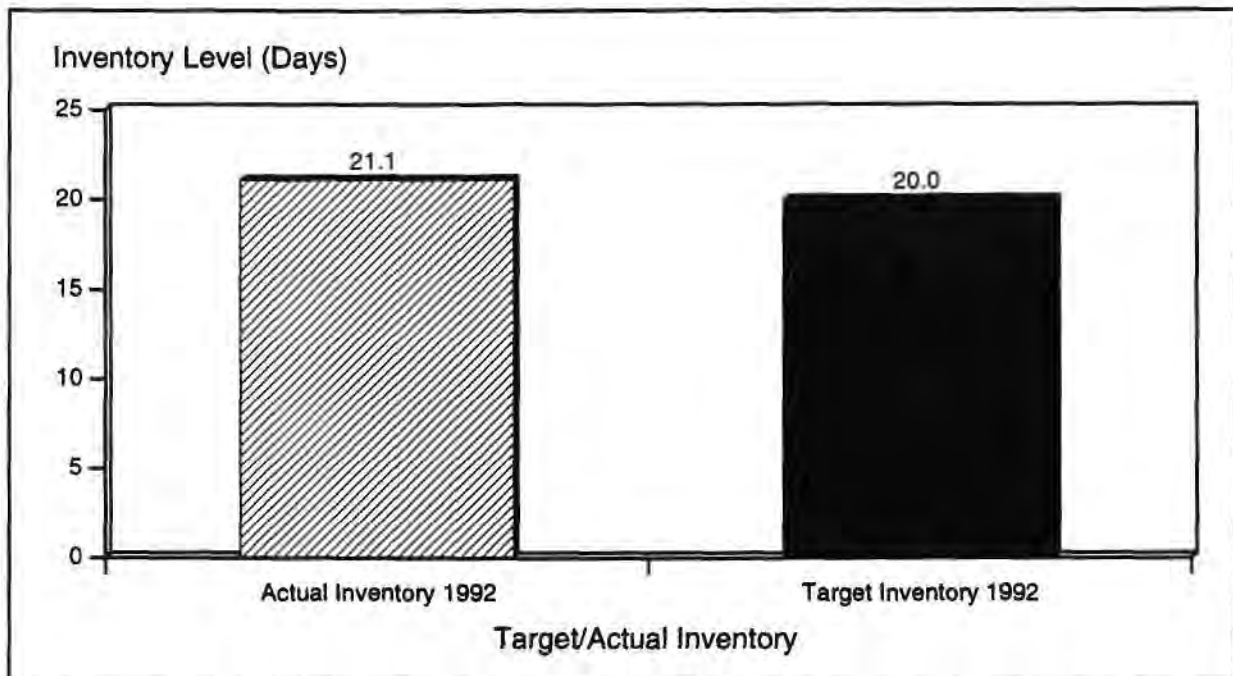 Inventory Level (Days)
25
21.1
20.0
20
15
10
5
0
Actual Inventory 1992
Target Inventory 1992
Target/Actual Inventory